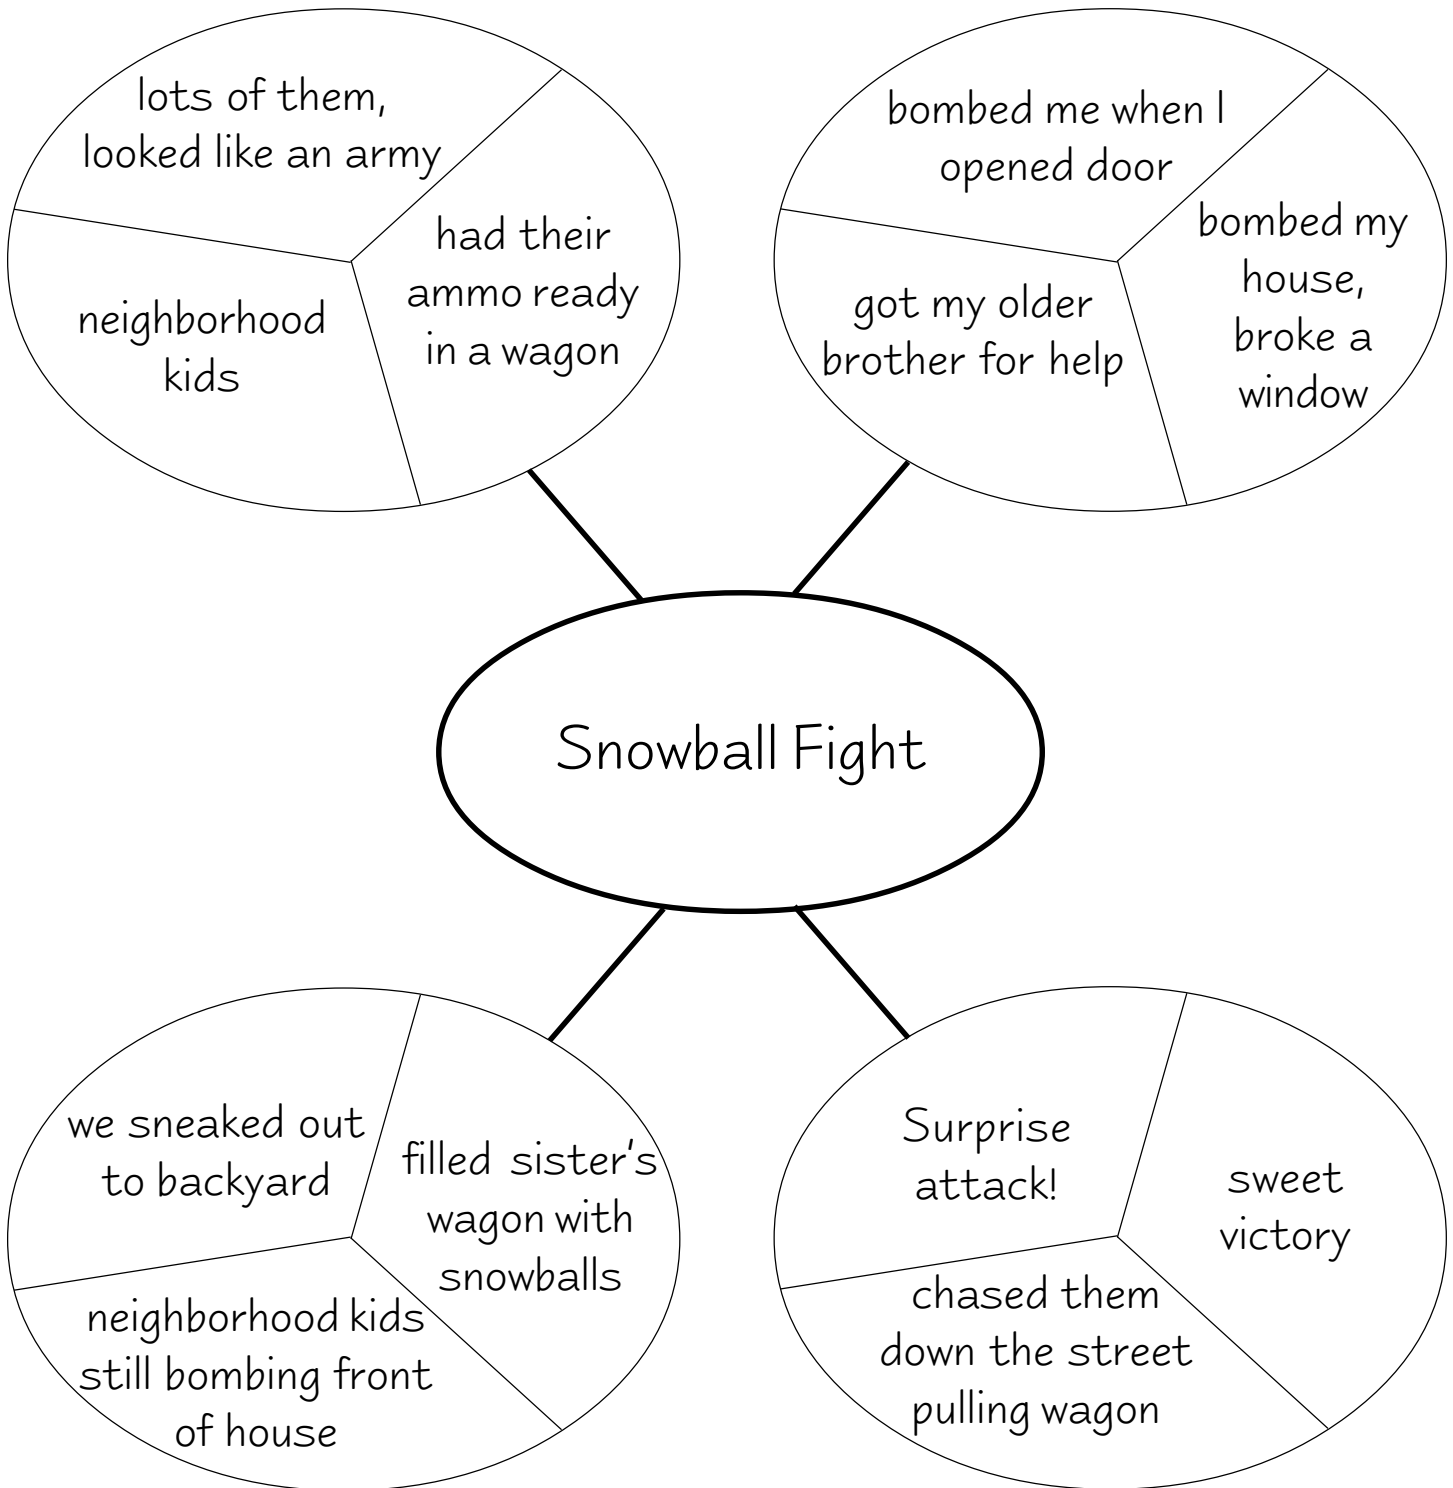 lots of them,
looked like an army
had their
ammo ready
in a wagon
neighborhood
kids
bombed me when I
opened door
bombed my
house,
broke a
window
got my older
brother for help
Snowball Fight
we sneaked out
to backyard
filled sister's
wagon with
snowballs
neighborhood kids
still bombing front
of house
Surprise
attack!
sweet
victory
chased them
down the street
pulling wagon